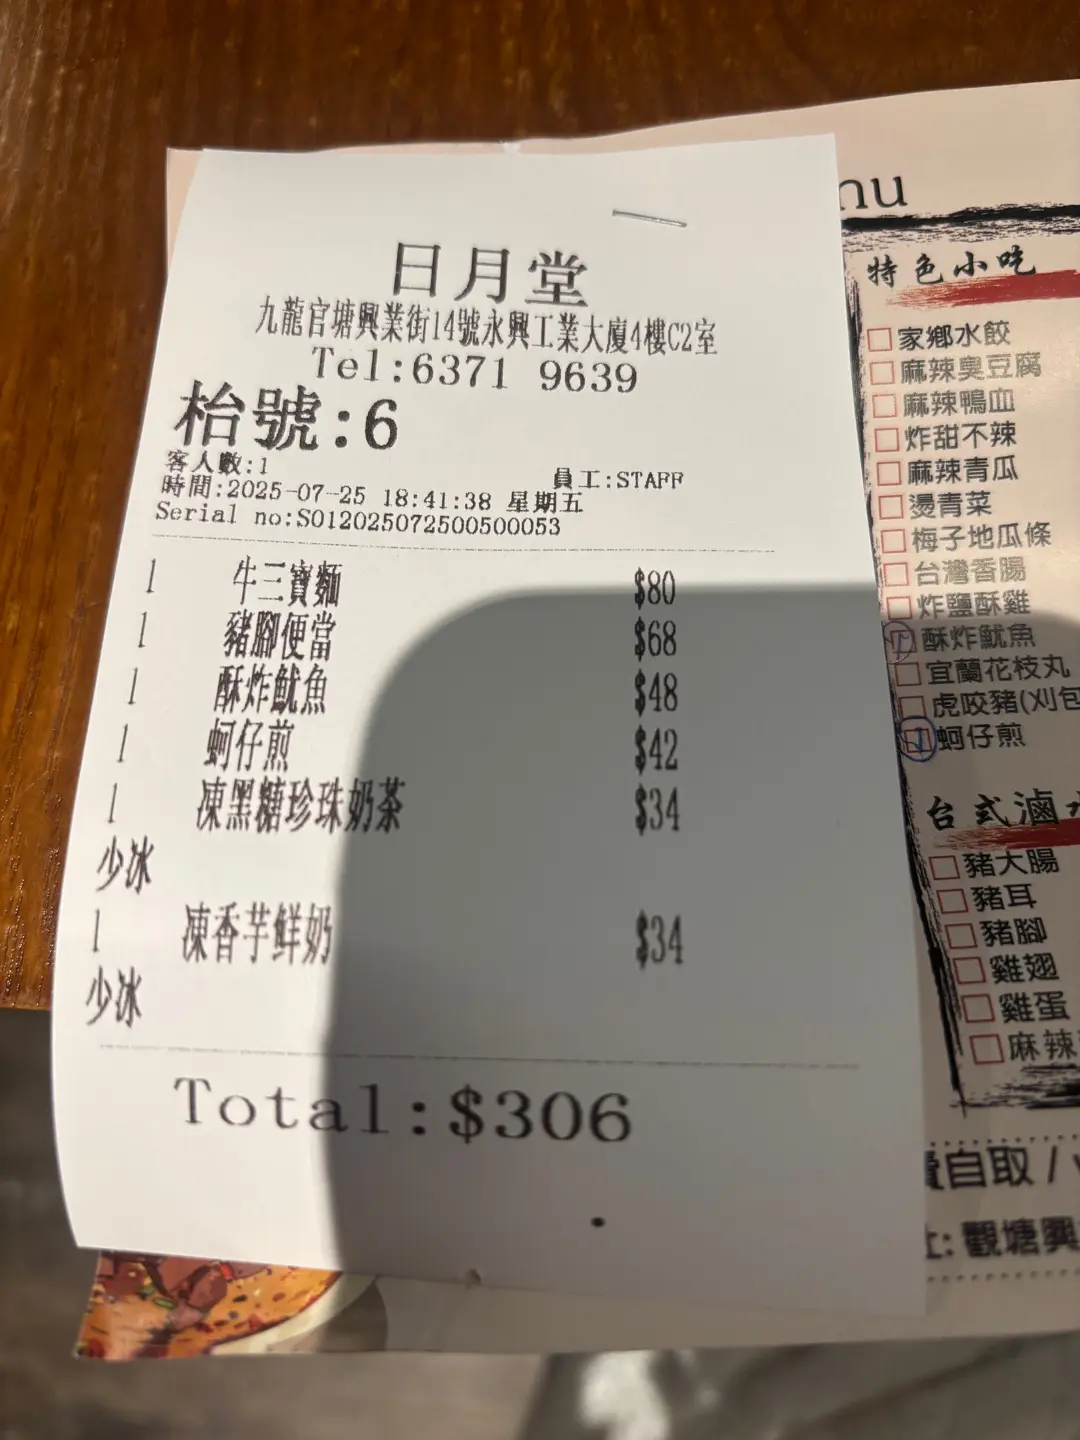 日月堂
九龍官塘興業街14號永興工業大廈4樓C2室
Tel:6371 9639
枱號:6
客人數:1
員工:STAFF
時間:2025-07-25 18:41:38 星期五
Serial no:S012025072500500053
1 牛三寶麵 $80
1 豬腳便當 $68
1 酥炸魷魚 $48
1 蚵仔煎 $42
1 凍黑糖珍珠奶茶 $34
少冰
1 凍香芋鮮奶 $34
少冰
Total:$306
nu
特色小吃
家鄉水餃
麻辣臭豆腐
麻辣鴨血
炸甜不辣
麻辣青瓜
燙青菜
梅子地瓜條
台灣香腸
炸鹽酥雞
酥炸魷魚
宜蘭花枝丸
虎咬豬(刈包
蚵仔煎
台式滷
豬大腸
豬耳
豬腳
雞翅
雞蛋
麻辣
自取 /
: 觀塘興